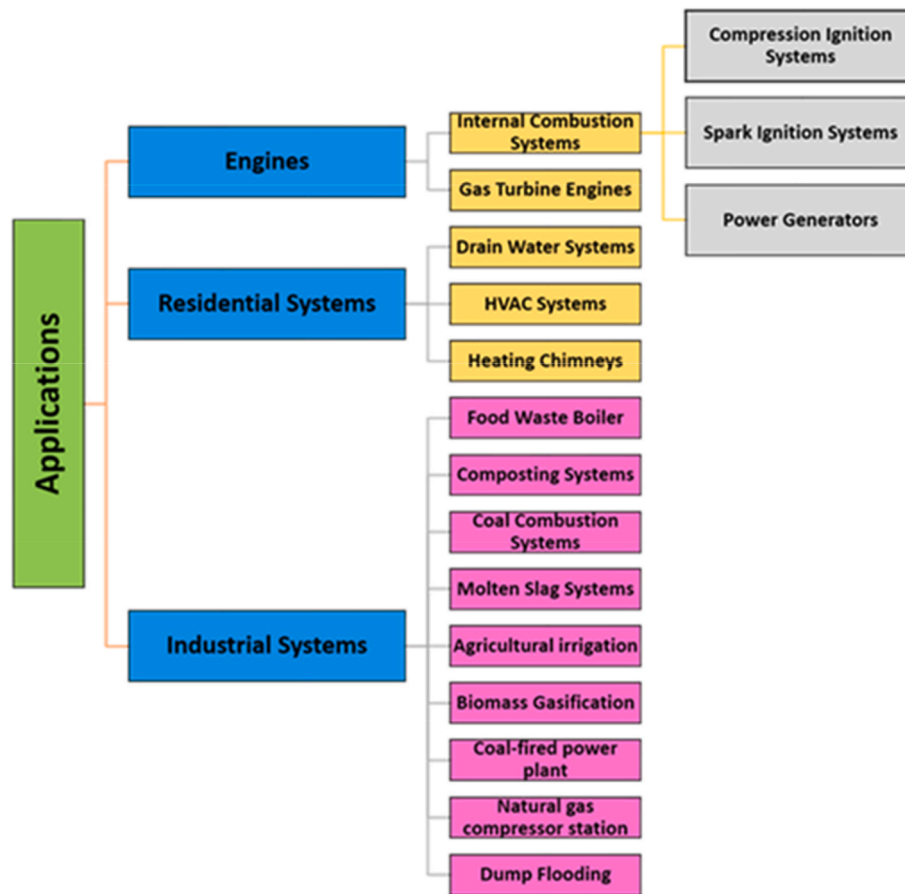 Applications
Engines
Internal Combustion
Systems
Compression Ignition
Systems
Spark Ignition Systems
Power Generators
Gas Turbine Engines
Residential Systems
Drain Water Systems
HVAC Systems
Heating Chimneys
Industrial Systems
Food Waste Boiler
Composting Systems
Coal Combustion
Systems
Molten Slag Systems
Agricultural irrigation
Biomass Gasification
Coal-fired power
plant
Natural gas
compressor station
Dump Flooding